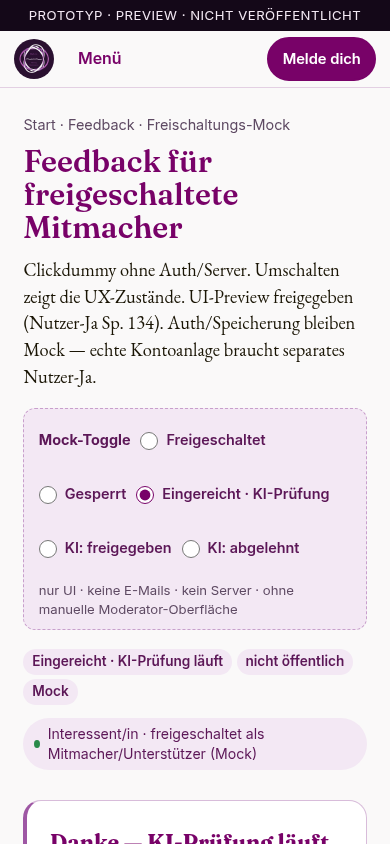 PROTOTYP · PREVIEW · NICHT VERÖFFENTLICHT
Menü
Melde dich
Start · Feedback · Freischaltungs-Mock
Feedback für
freigeschaltete
Mitmacher
Clickdummy ohne Auth/Server. Umschalten
zeigt die UX-Zustände. UI-Preview freigegeben
(Nutzer-Ja Sp. 134). Auth/Speicherung bleiben
Mock — echte Kontoanlage braucht separates
Nutzer-Ja.
Mock-Toggle Freigeschaltet
Gesperrt Eingereicht · KI-Prüfung
KI: freigegeben KI: abgelehnt
nur UI · keine E-Mails · kein Server · ohne
manuelle Moderator-Oberfläche
Eingereicht · KI-Prüfung läuft nicht öffentlich
Mock
Interessent/in · freigeschaltet als
Mitmacher/Unterstützer (Mock)
Danke — KI-Prüfung läuft